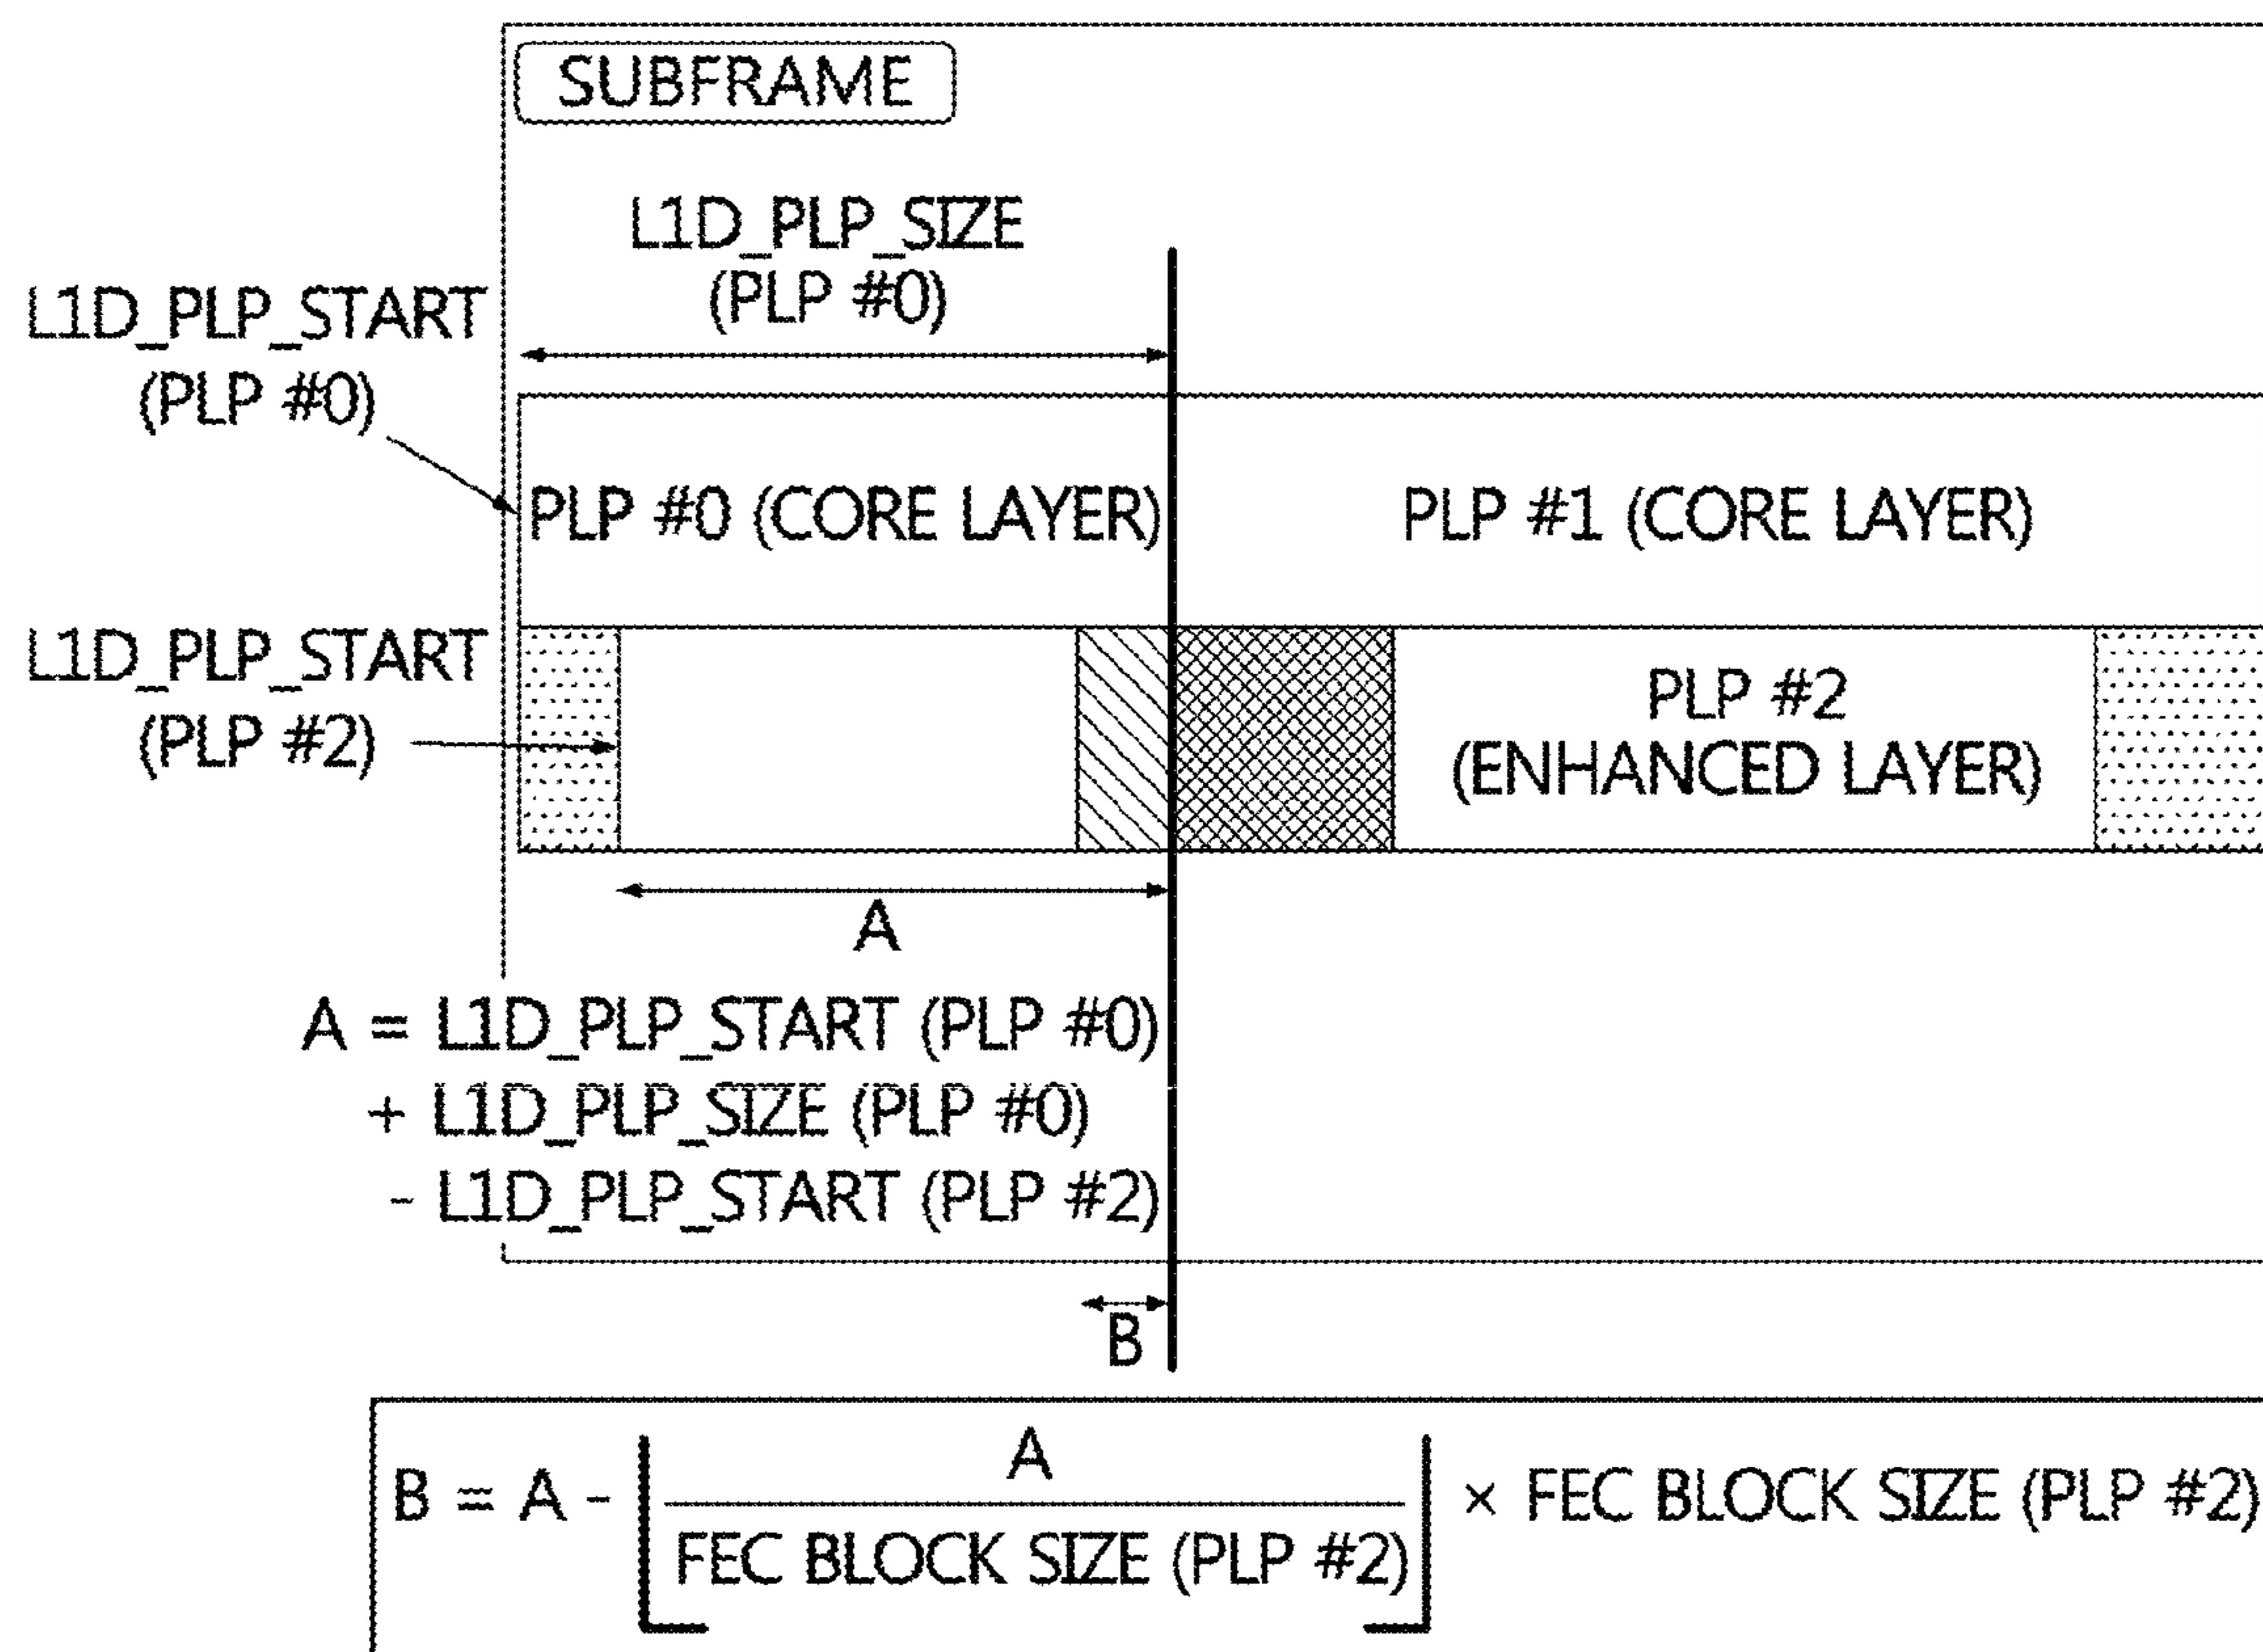 SUBFRAME
L1D_PLP_SIZE
(PLP #0)
L1D_PLP_START
(PLP #0)
PLP #0 (CORE LAYER)
PLP #1 (CORE LAYER)
L1D_PLP_START
(PLP #2)
PLP #2
(ENHANCED LAYER)
A
A = L1D_PLP_START (PLP #0)
+ L1D_PLP_SIZE (PLP #0)
- L1D_PLP_START (PLP #2)
B
B = A - ⌊ A / FEC BLOCK SIZE (PLP #2) ⌋ × FEC BLOCK SIZE (PLP #2)